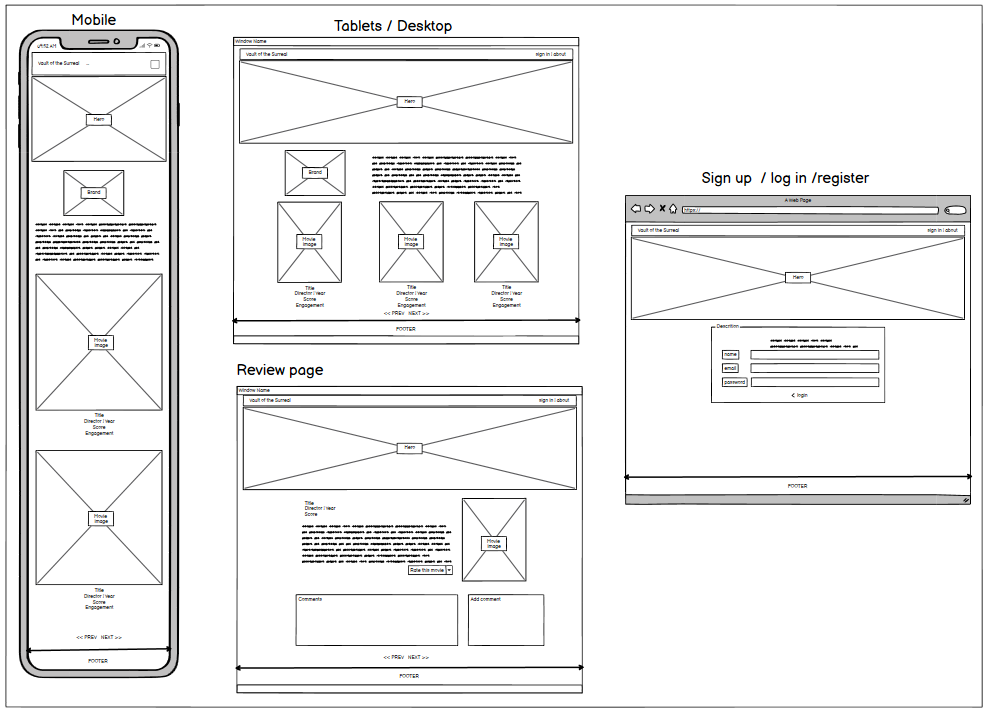 Mobile
09:52 AM
Vault of the Surreal
Hero
Brand
Movie
Image
Title
Director | Year
Score
Engagement
Movie
Image
Title
Director | Year
Score
Engagement
<< PREV NEXT >>
FOOTER
Tablets / Desktop
Window Name
Vault of the Surreal sign in | about
Hero
Brand
Movie
Image
Movie
Image
Movie
Image
Title
Director | Year
Score
Engagement
Title
Director | Year
Score
Engagement
Title
Director | Year
Score
Engagement
<< PREV NEXT >>
FOOTER
Review page
Window Name
Vault of the Surreal sign in | about
Hero
Title
Director | Year
Score
Movie
Image
Rate this movie
Comments
Add comment
<< PREV NEXT >>
FOOTER
Sign up / log in /register
A Web Page
https://
Vault of the Surreal sign in | about
Hero
Description
name
email
password
< login
FOOTER